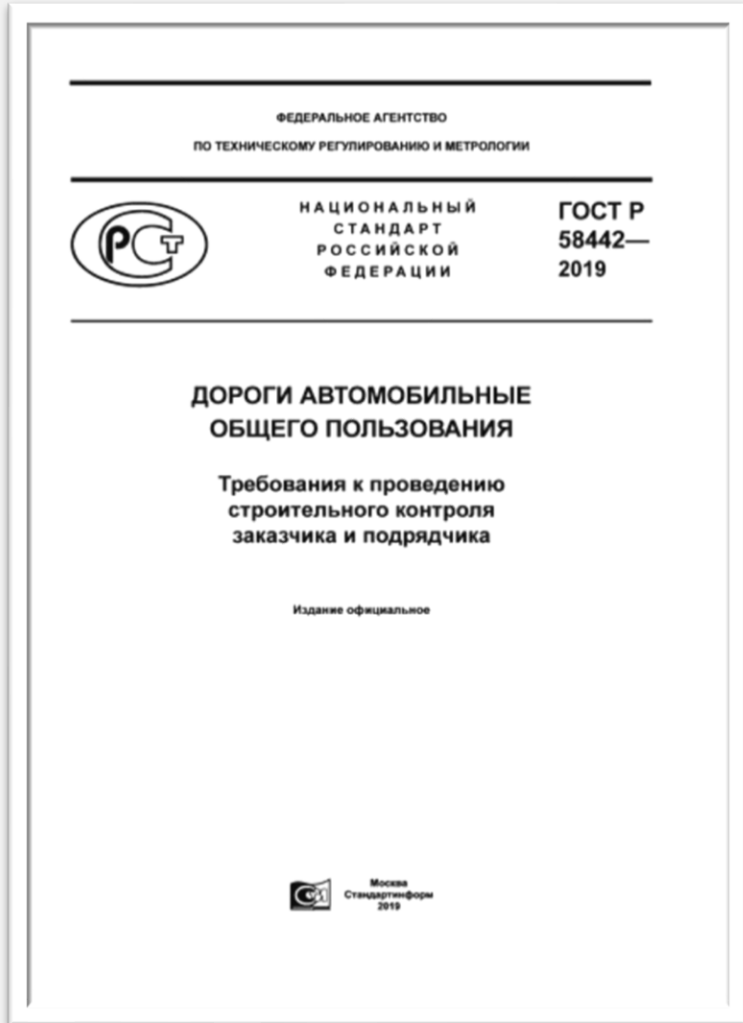 ФЕДЕРАЛЬНОЕ АГЕНТСТВО
ПО ТЕХНИЧЕСКОМУ РЕГУЛИРОВАНИЮ И МЕТРОЛОГИИ
НАЦИОНАЛЬНЫЙ
СТАНДАРТ
РОССИЙСКОЙ
ФЕДЕРАЦИИ
ГОСТ Р
58442—
2019
ДОРОГИ АВТОМОБИЛЬНЫЕ
ОБЩЕГО ПОЛЬЗОВАНИЯ
Требования к проведению
строительного контроля
заказчика и подрядчика
Издание официальное
Москва
Стандартинформ
2019